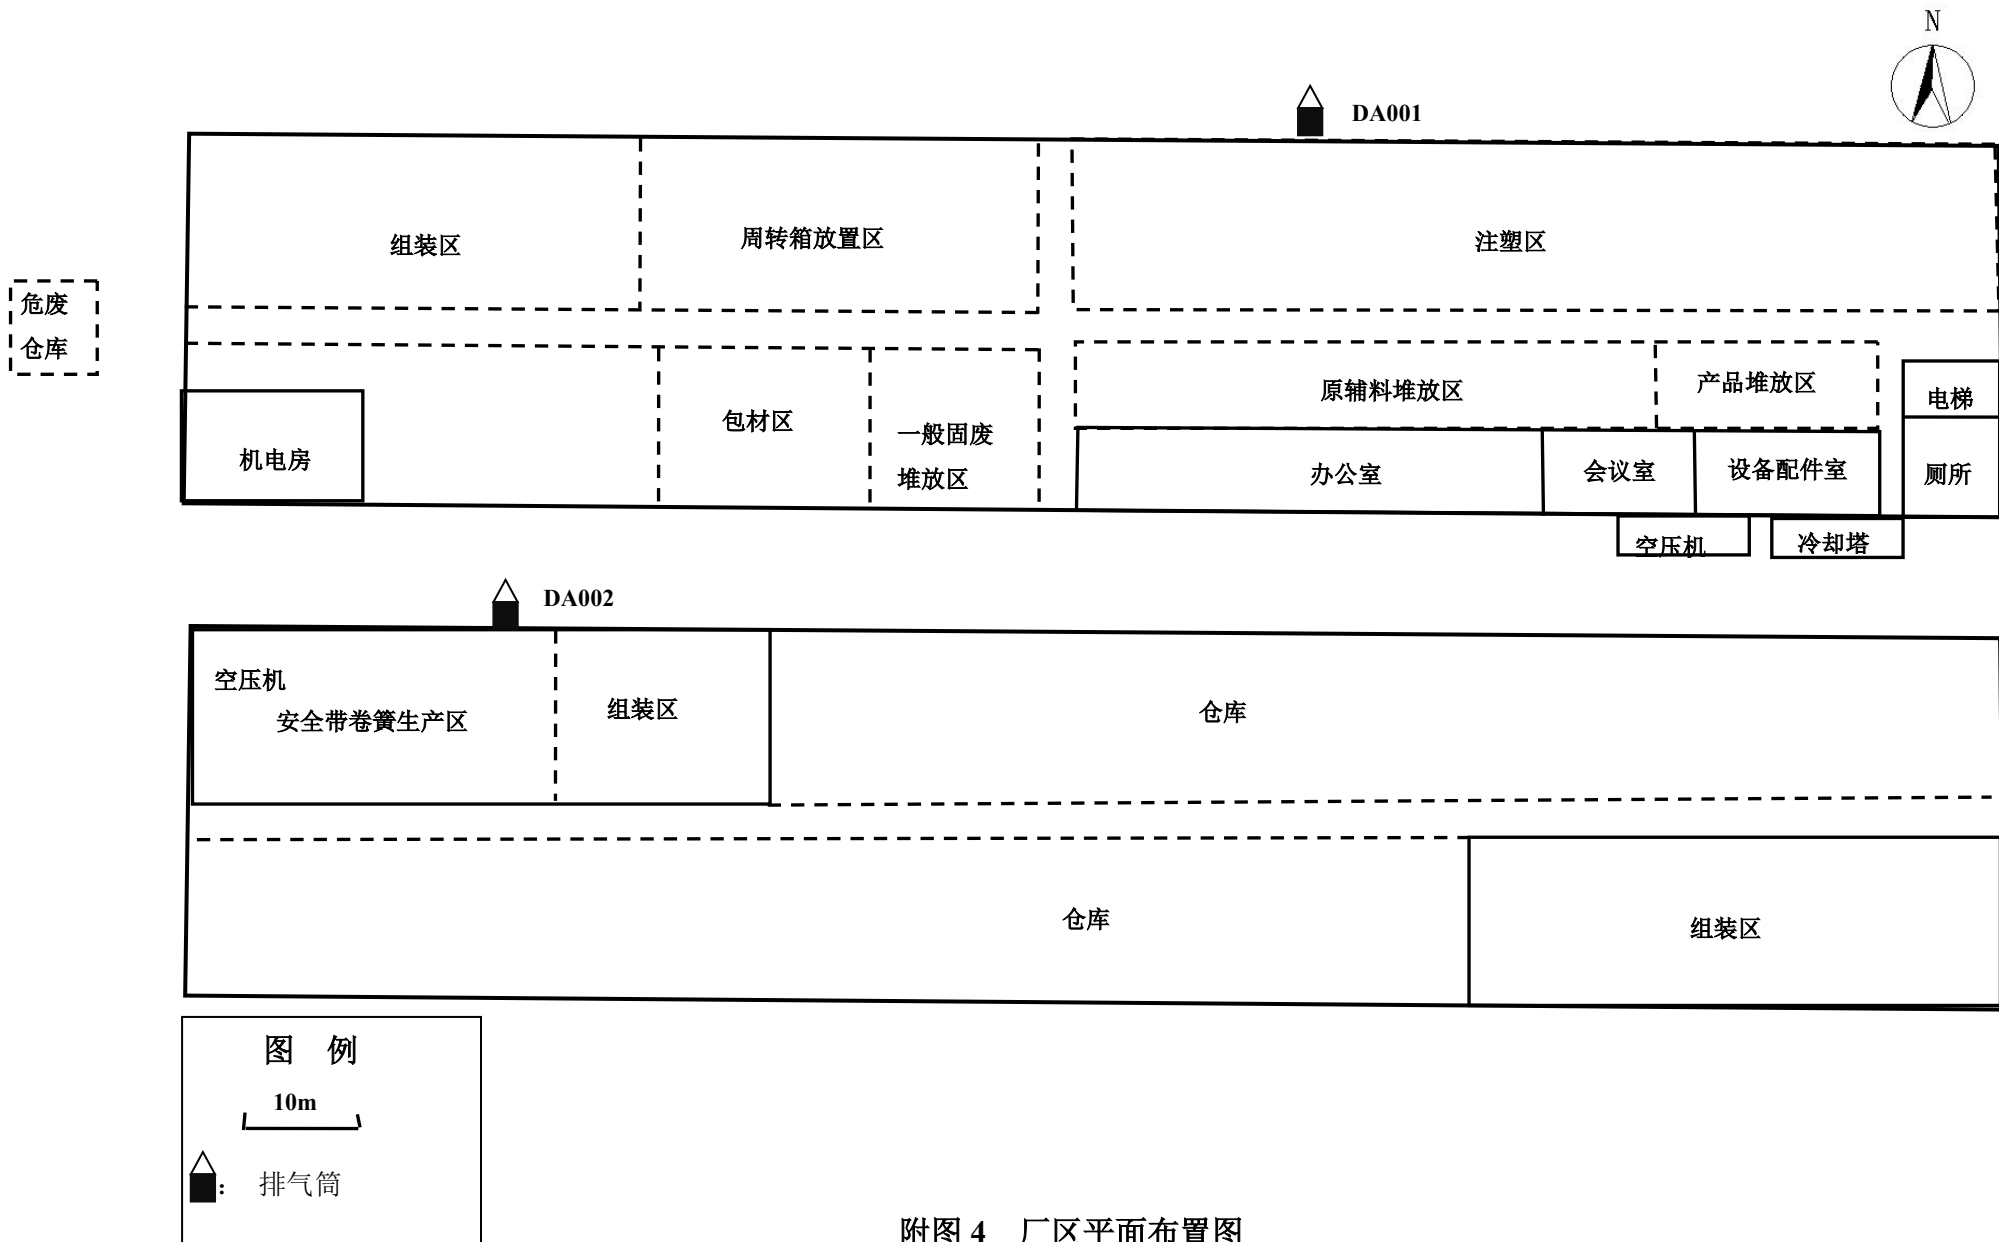 N
DA001
组装区
周转箱放置区
注塑区
危废
仓库
原辅料堆放区
产品堆放区
电梯
包材区
一般固废
堆放区
机电房
办公室
会议室
设备配件室
厕所
空压机
冷却塔
DA002
空压机
安全带卷簧生产区
组装区
仓库
仓库
组装区
图 例
10m
： 排气筒
附图 4 厂区平面布置图